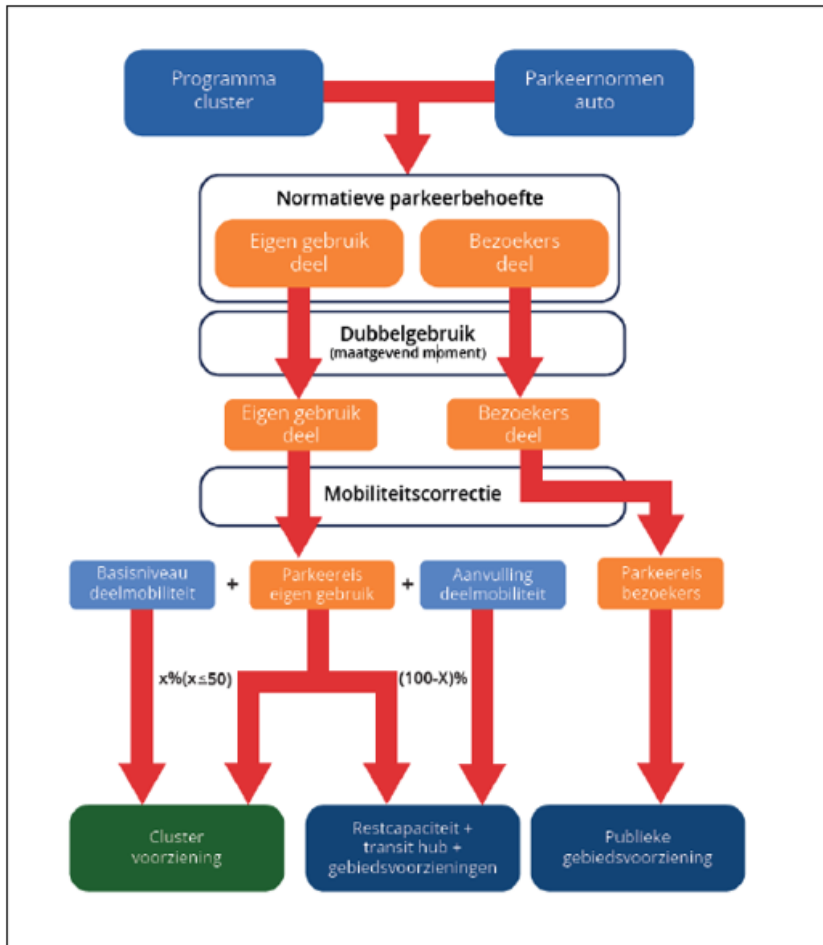 Programma
cluster
Parkeernormen
auto
Normatieve parkeerbehoefte
Eigen gebruik
deel
Bezoekers
deel
Dubbelgebruik
(maatgevend moment)
Eigen gebruik
deel
Bezoekers
deel
Mobiliteitscorrectie
Basisniveau
deelmobiliteit
+
Parkeereis
eigen gebruik
+
Aanvulling
deelmobiliteit
Parkeereis
bezoekers
x%(x≤50)
(100-X)%
Cluster
voorziening
Restcapaciteit +
transit hub +
gebiedsvoorzieningen
Publieke
gebiedsvoorziening